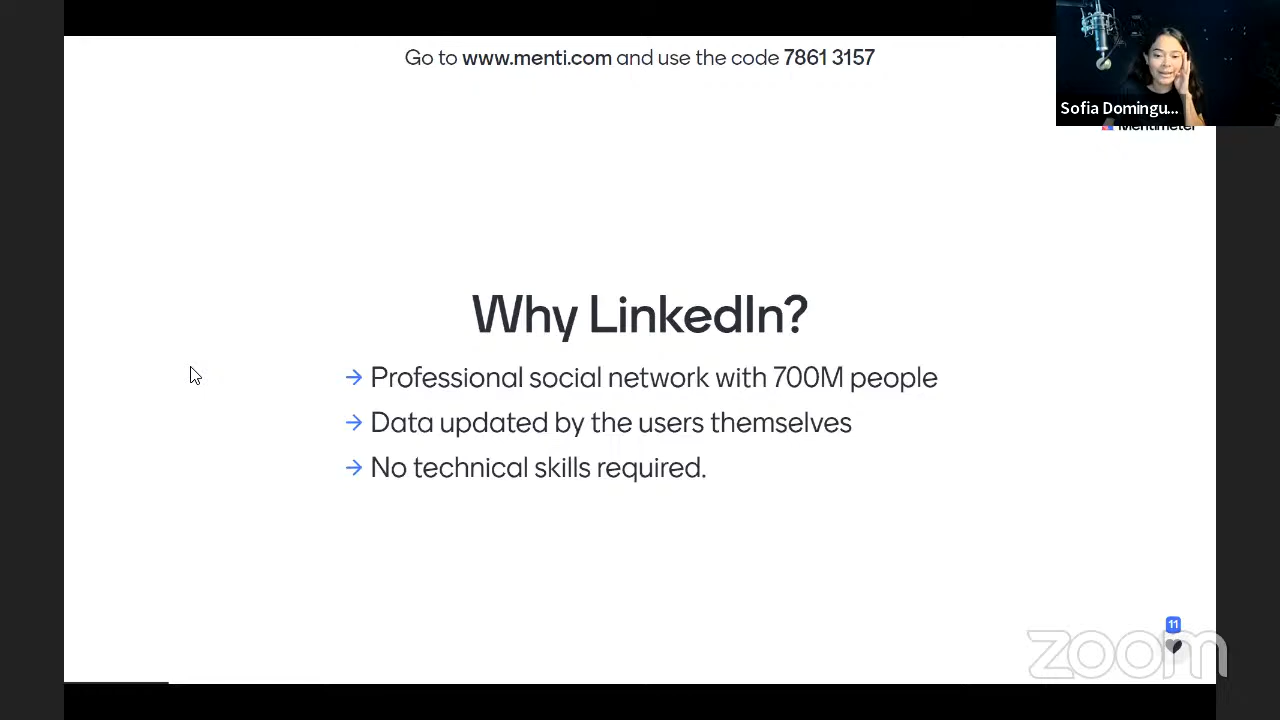 Go to www.menti.com and use the code 7861 3157
Sofia Domingu...
Mentimeter
Why LinkedIn?
→ Professional social network with 700M people
→ Data updated by the users themselves
→ No technical skills required.
11
zoom